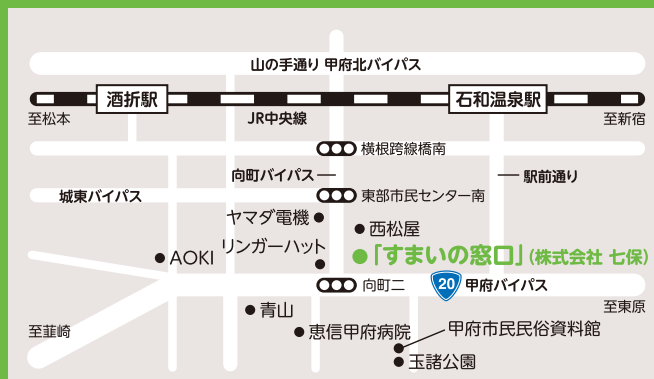 山の手通り 甲府北バイパス
酒折駅
石和温泉駅
至松本
JR中央線
至新宿
横根跨線橋南
向町バイパス
駅前通り
城東バイパス
東部市民センター南
ヤマダ電機
西松屋
リンガーハット
AOKI
「すまいの窓口」(株式会社 七保)
向町二
20
甲府バイパス
至東原
青山
至韮崎
恵信甲府病院
甲府市民民俗資料館
玉諸公園